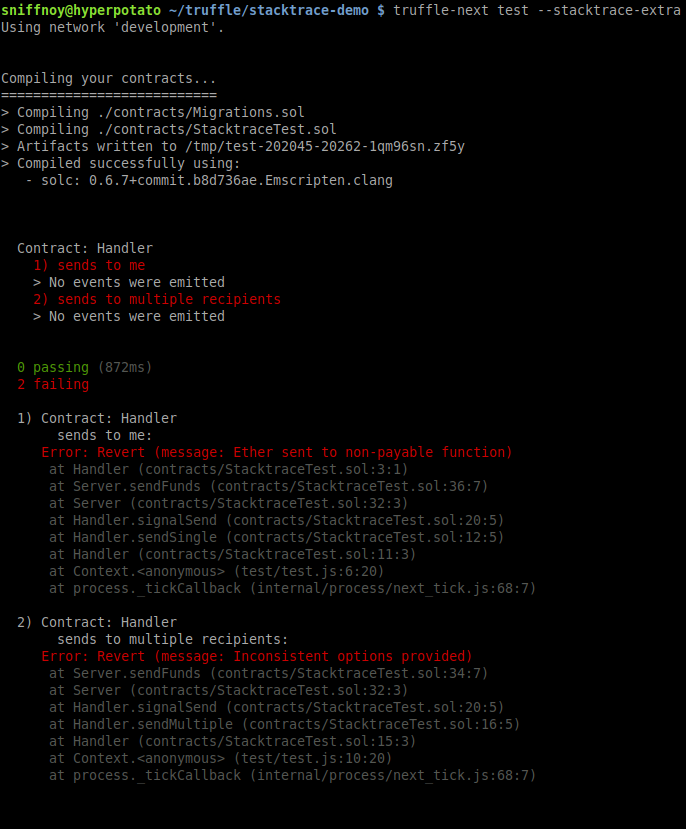 sniffnoy@hyperpotato ~/truffle/stacktrace-demo $ truffle-next test --stacktrace-extra
Using network 'development'.
Compiling your contracts...
===========================
> Compiling ./contracts/Migrations.sol
> Compiling ./contracts/StacktraceTest.sol
> Artifacts written to /tmp/test-202045-20262-1qm96sn.zf5y
> Compiled successfully using:
- solc: 0.6.7+commit.b8d736ae.Emscripten.clang
Contract: Handler
1) sends to me
> No events were emitted
2) sends to multiple recipients
> No events were emitted
0 passing (872ms)
2 failing
1) Contract: Handler
sends to me:
Error: Revert (message: Ether sent to non-payable function)
at Handler (contracts/StacktraceTest.sol:3:1)
at Server.sendFunds (contracts/StacktraceTest.sol:36:7)
at Server (contracts/StacktraceTest.sol:32:3)
at Handler.signalSend (contracts/StacktraceTest.sol:20:5)
at Handler.sendSingle (contracts/StacktraceTest.sol:12:5)
at Handler (contracts/StacktraceTest.sol:11:3)
at Context.<anonymous> (test/test.js:6:20)
at process._tickCallback (internal/process/next_tick.js:68:7)
2) Contract: Handler
sends to multiple recipients:
Error: Revert (message: Inconsistent options provided)
at Server.sendFunds (contracts/StacktraceTest.sol:34:7)
at Server (contracts/StacktraceTest.sol:32:3)
at Handler.signalSend (contracts/StacktraceTest.sol:20:5)
at Handler.sendMultiple (contracts/StacktraceTest.sol:16:5)
at Handler (contracts/StacktraceTest.sol:15:3)
at Context.<anonymous> (test/test.js:10:20)
at process._tickCallback (internal/process/next_tick.js:68:7)